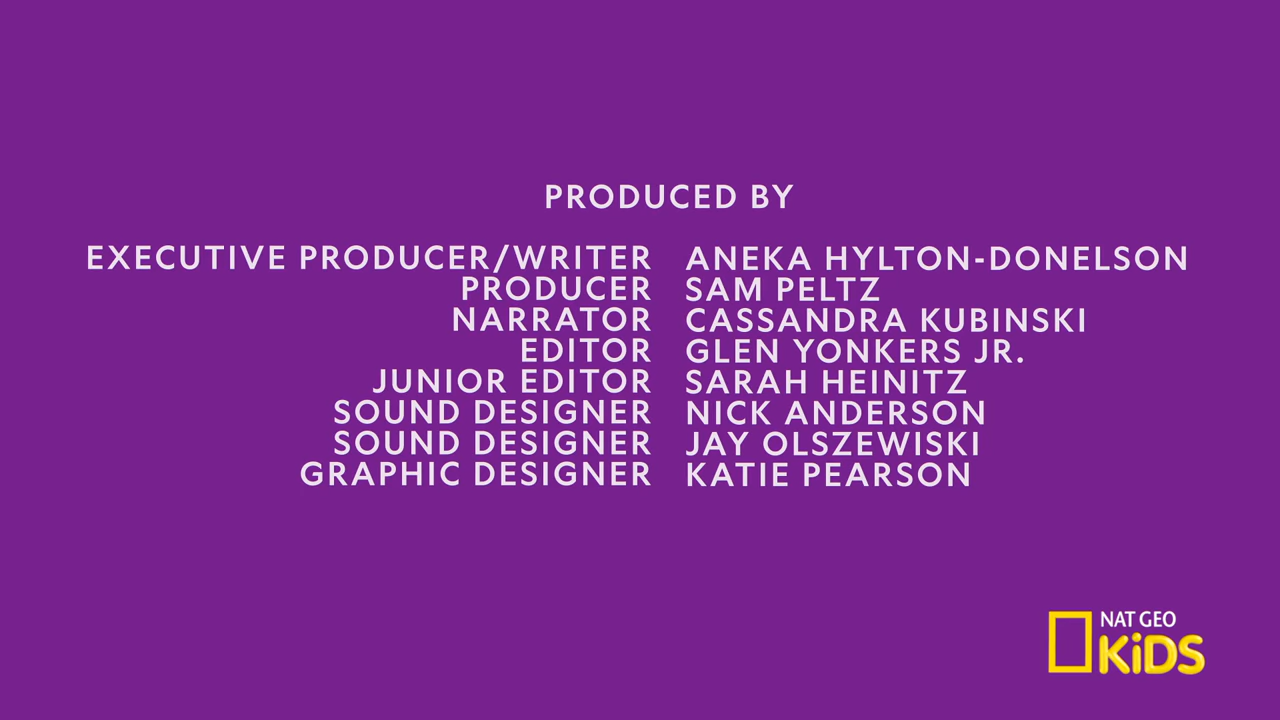 PRODUCED BY
EXECUTIVE PRODUCER/WRITER ANEKA HYLTON-DONELSON
PRODUCER SAM PELTZ
NARRATOR CASSANDRA KUBINSKI
EDITOR GLEN YONKERS JR.
JUNIOR EDITOR SARAH HEINITZ
SOUND DESIGNER NICK ANDERSON
SOUND DESIGNER JAY OLSZEWISKI
GRAPHIC DESIGNER KATIE PEARSON
NAT GEO
KiDS